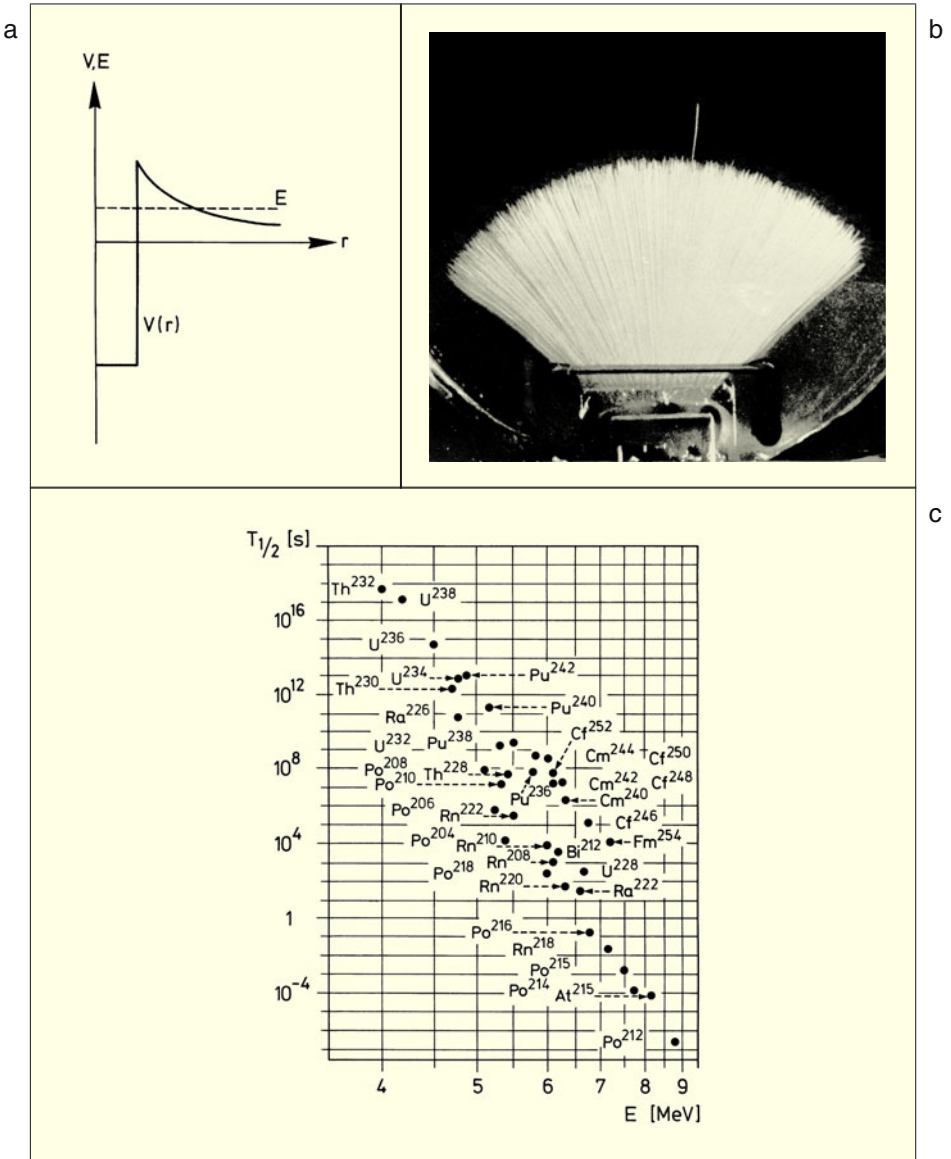 a
V,E
E
r
V(r)
b
c
T1/2 [s]
Th232
U238
10^16
U236
U234
Pu242
Th230
10^12
Pu240
Ra226
Cf252
U232 Pu238
Cm244 Cf250
10^8
Po208
Th228
Po210
Cm242 Cf248
Pu236
Cm240
Po206
Rn222
Cf246
10^4
Po204
Rn210
Bi212
Fm254
Rn208
Po218
U228
Rn220
Ra222
1
Po216
Rn218
Po215
10^-4
Po214
At215
Po212
4 5 6 7 8 9
E [MeV]